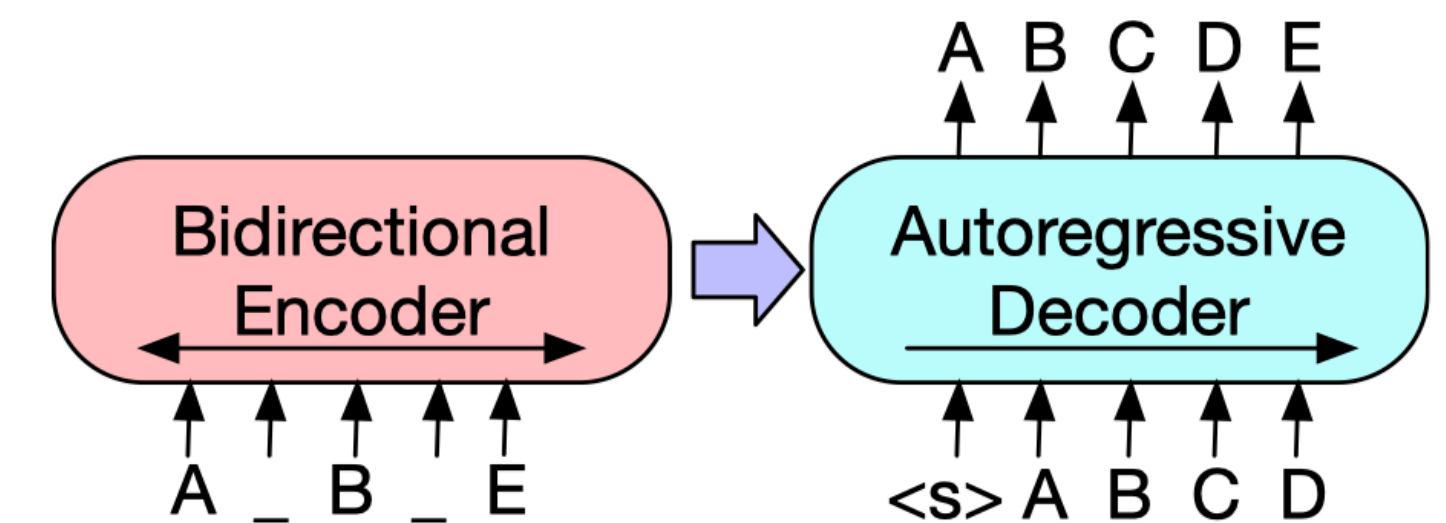 A B C D E
Bidirectional
Encoder
Autoregressive
Decoder
A _ B _ E
<s> A B C D